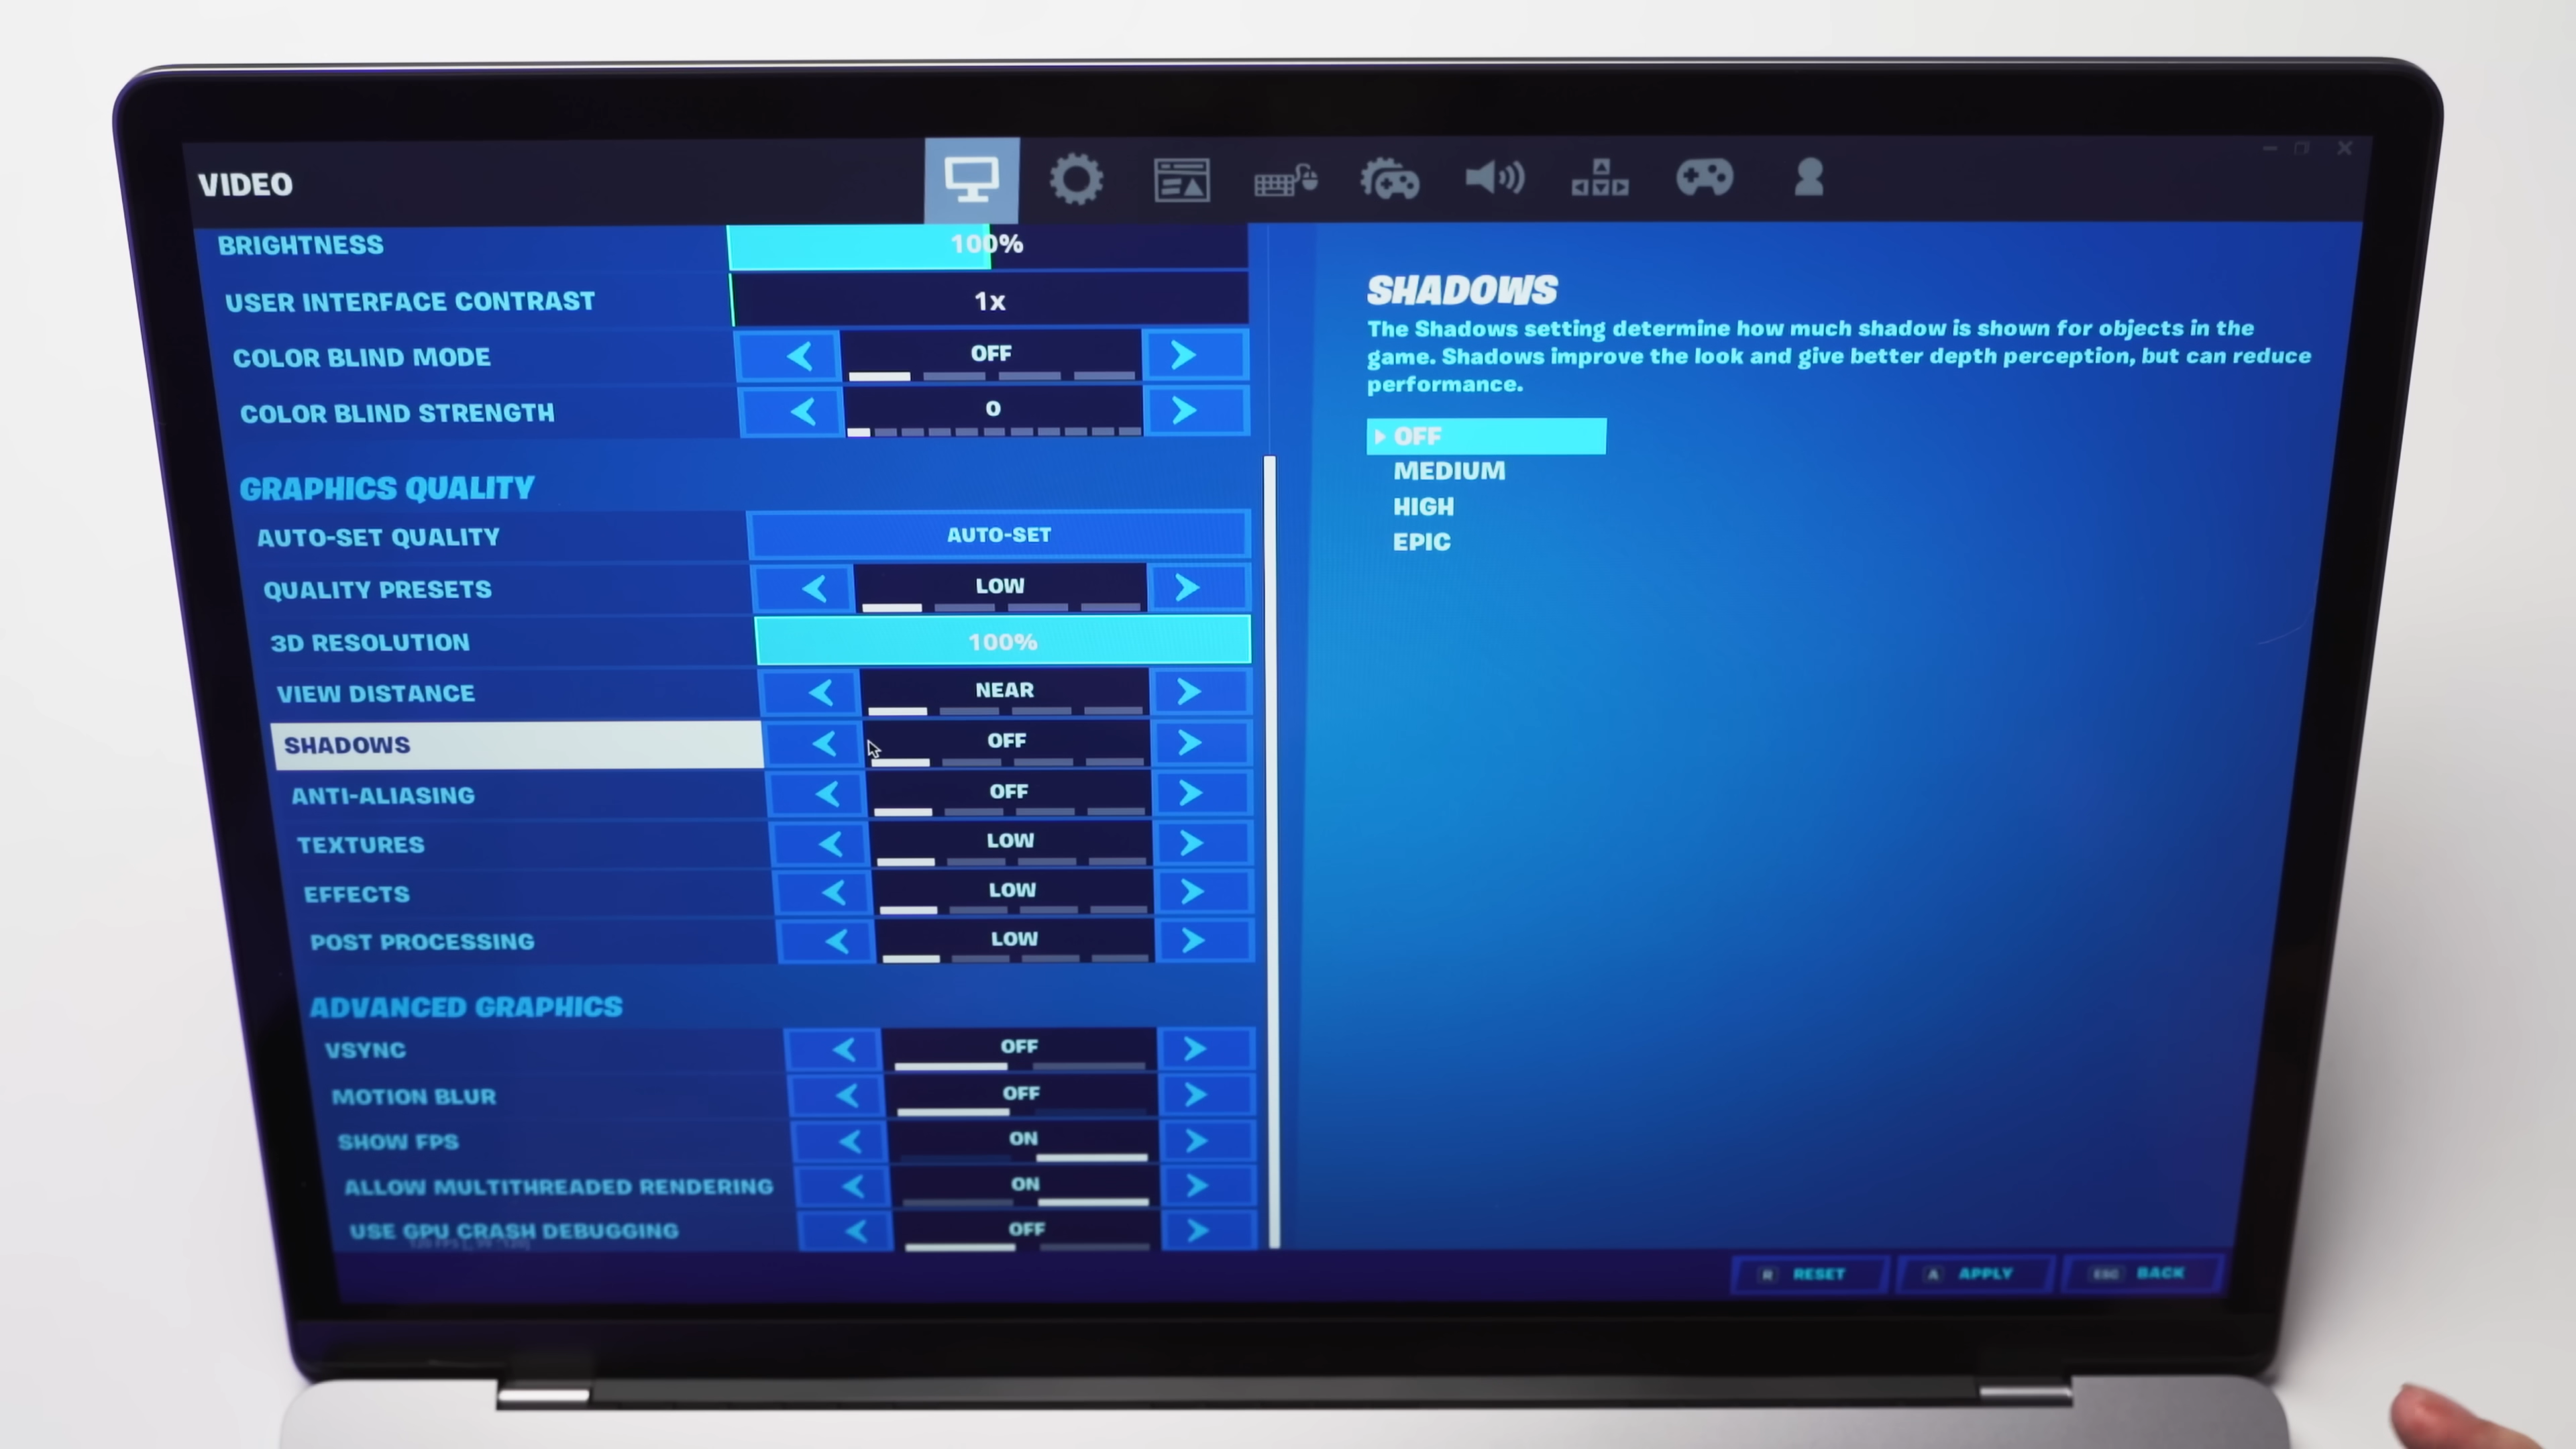 VIDEO
BRIGHTNESS 100%
USER INTERFACE CONTRAST 1x
COLOR BLIND MODE OFF
COLOR BLIND STRENGTH 0
GRAPHICS QUALITY
AUTO-SET QUALITY AUTO-SET
QUALITY PRESETS LOW
3D RESOLUTION 100%
VIEW DISTANCE NEAR
SHADOWS OFF
ANTI-ALIASING OFF
TEXTURES LOW
EFFECTS LOW
POST PROCESSING LOW
ADVANCED GRAPHICS
VSYNC OFF
MOTION BLUR OFF
SHOW FPS ON
ALLOW MULTITHREADED RENDERING ON
USE GPU CRASH DEBUGGING OFF
SHADOWS
The Shadows setting determine how much shadow is shown for objects in the
game. Shadows improve the look and give better depth perception, but can reduce
performance.
OFF
MEDIUM
HIGH
EPIC
R RESET A APPLY ESC BACK